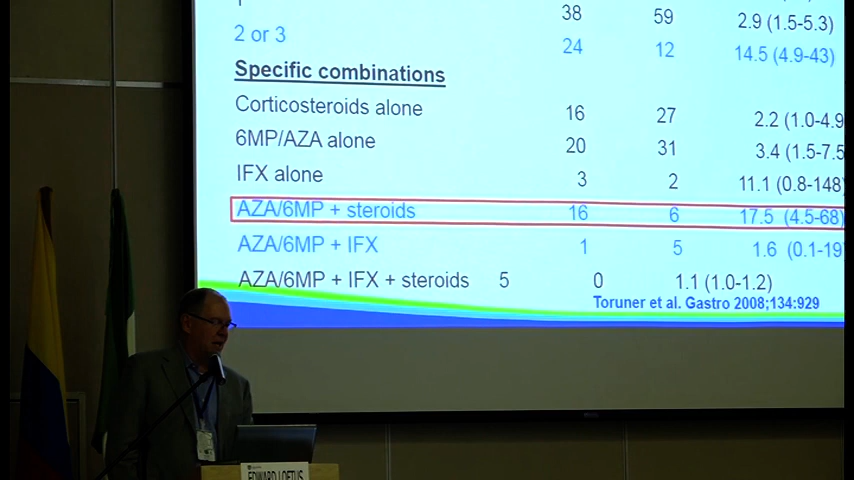 38 59 2.9 (1.5-5.3)
2 or 3 24 12 14.5 (4.9-43)
Specific combinations
Corticosteroids alone 16 27 2.2 (1.0-4.9
6MP/AZA alone 20 31 3.4 (1.5-7.5
IFX alone 3 2 11.1 (0.8-148)
AZA/6MP + steroids 16 6 17.5 (4.5-68)
AZA/6MP + IFX 1 5 1.6 (0.1-19
AZA/6MP + IFX + steroids 5 0 1.1 (1.0-1.2)
Toruner et al. Gastro 2008;134:929
EDWARD LOFTUS